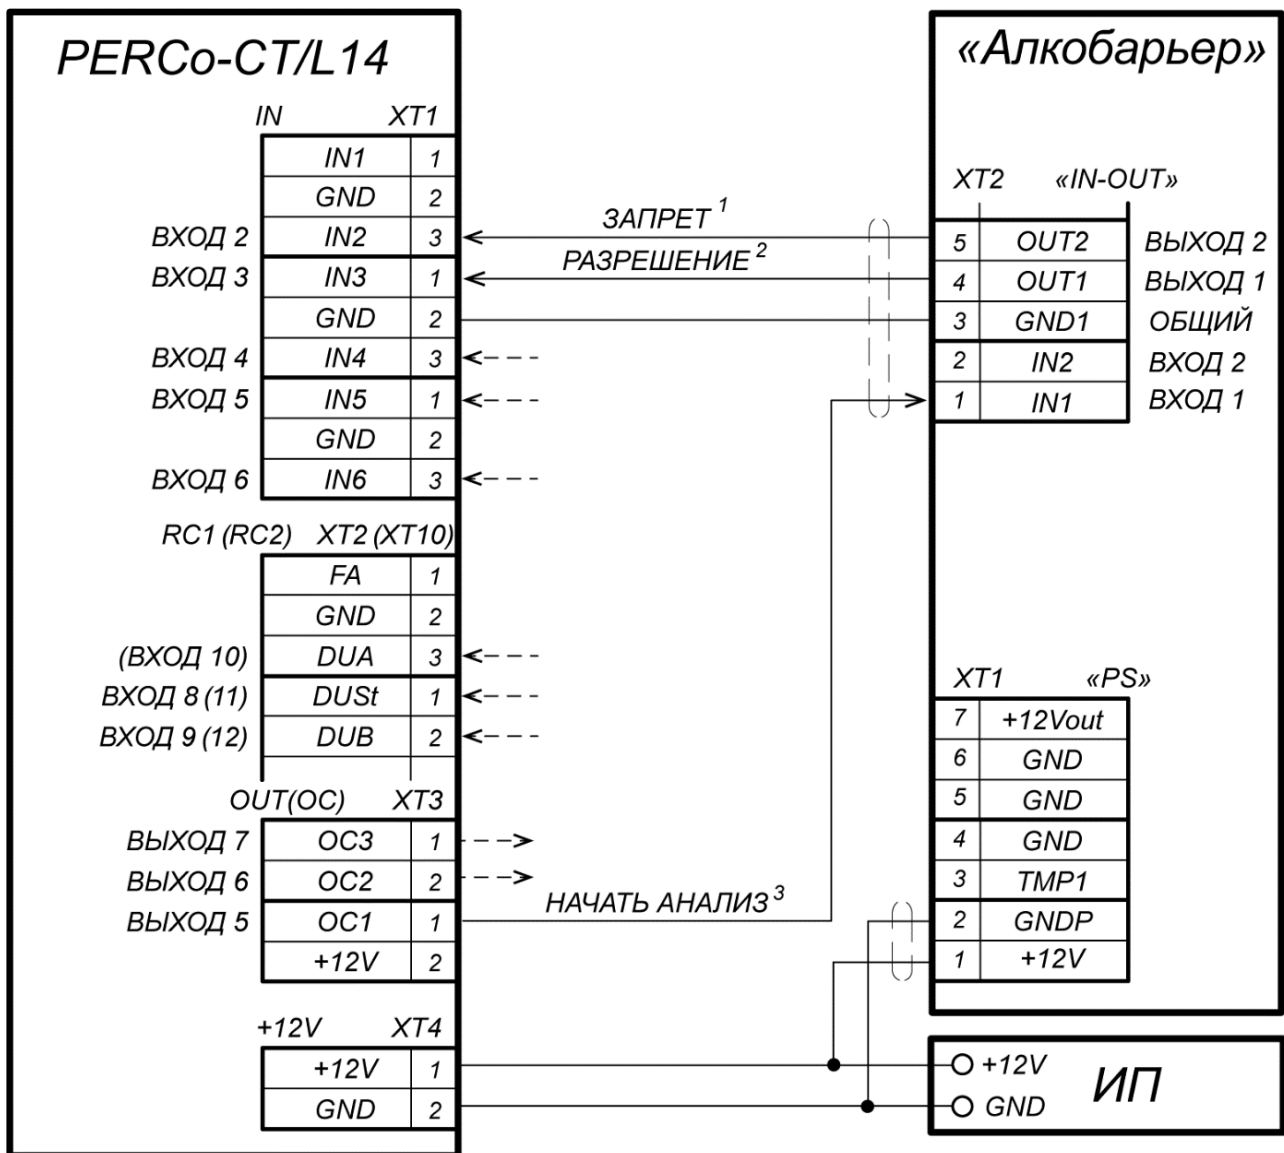 PERCo-CT/L14
IN XT1
IN1 1
GND 2
ВХОД 2 IN2 3
ВХОД 3 IN3 1
GND 2
ВХОД 4 IN4 3
ВХОД 5 IN5 1
GND 2
ВХОД 6 IN6 3
RC1 (RC2) XT2 (XT10)
FA 1
GND 2
(ВХОД 10) DUA 3
ВХОД 8 (11) DUSt 1
ВХОД 9 (12) DUB 2
OUT(OC) XT3
ВЫХОД 7 OC3 1
ВЫХОД 6 OC2 2
ВЫХОД 5 OC1 1
+12V 2
+12V XT4
+12V 1
GND 2
ЗАПРЕТ 1
РАЗРЕШЕНИЕ 2
НАЧАТЬ АНАЛИЗ 3
«Алкобарьер»
XT2 «IN-OUT»
5 OUT2 ВЫХОД 2
4 OUT1 ВЫХОД 1
3 GND1 ОБЩИЙ
2 IN2 ВХОД 2
1 IN1 ВХОД 1
XT1 «PS»
7 +12Vout
6 GND
5 GND
4 GND
3 TMP1
2 GNDP
1 +12V
+12V
GND
ИП